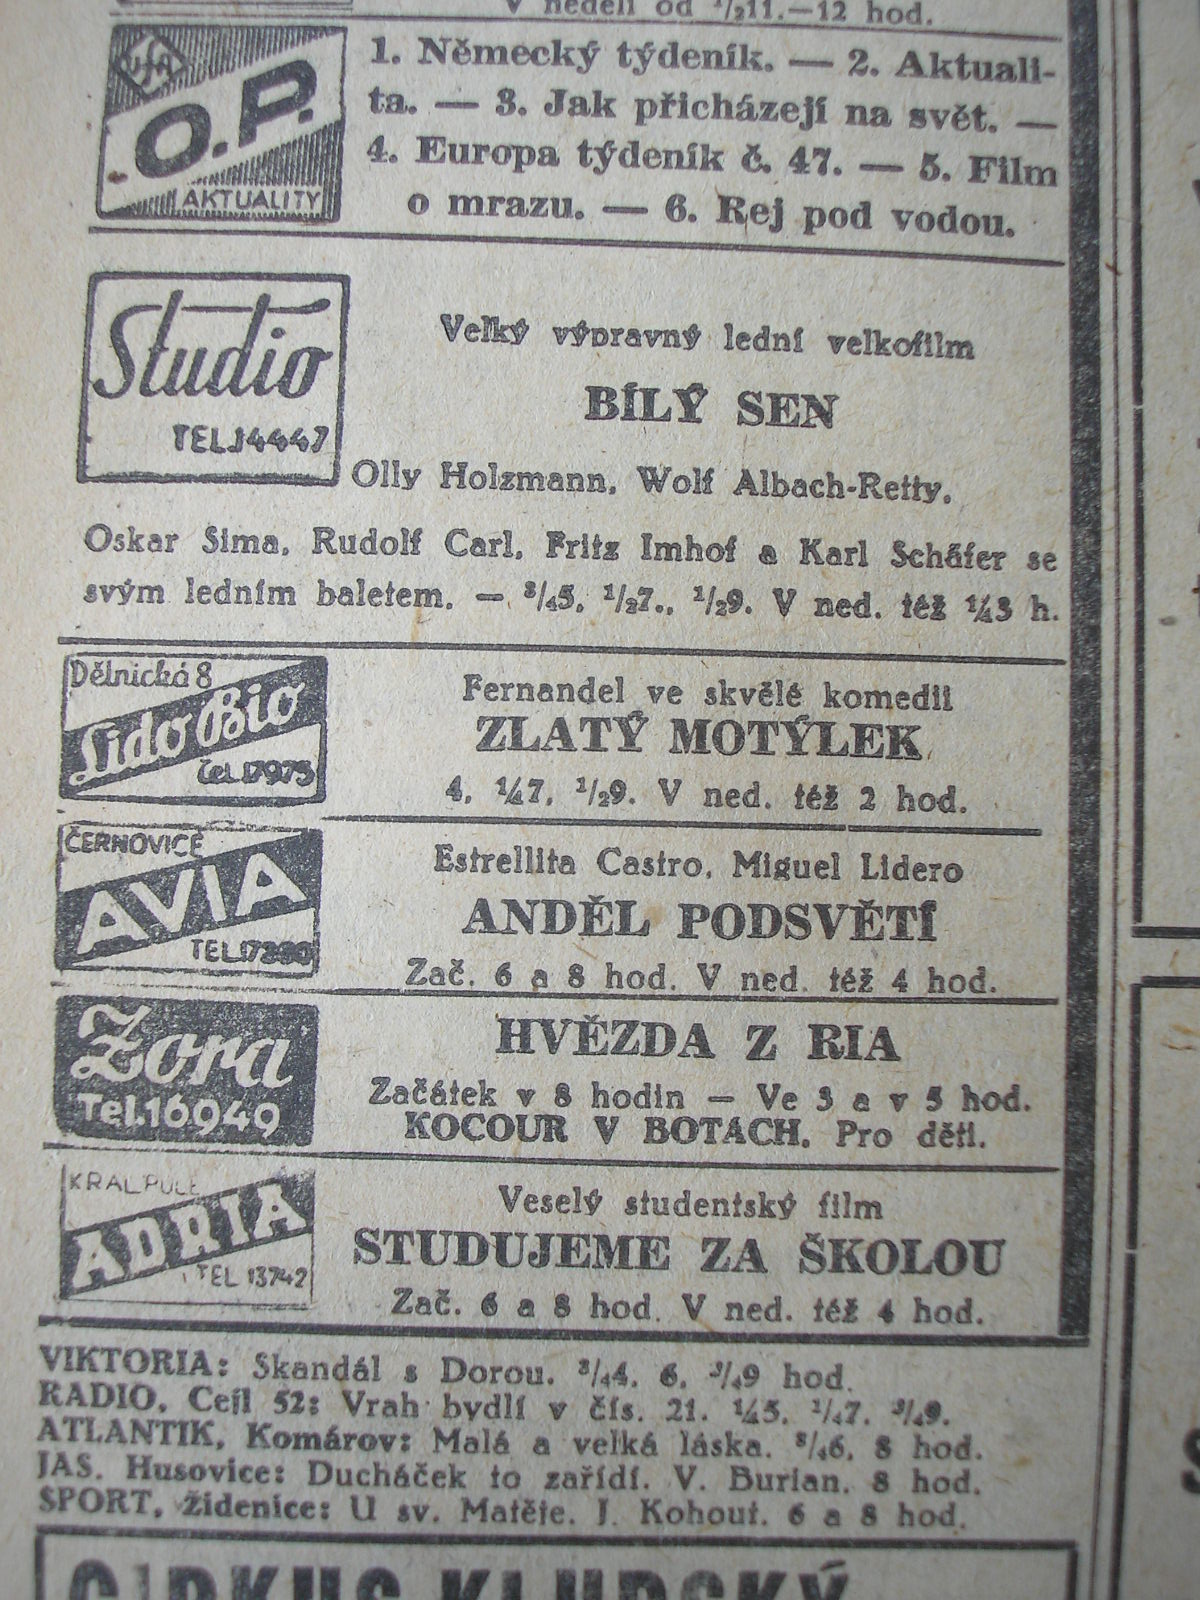 V neděli od ½11.—12 hod.
UFA
O.P.
AKTUALITY
1. Německý týdeník. — 2. Aktuali-
ta. — 3. Jak přicházejí na svět. —
4. Europa týdeník č. 47. — 5. Film
o mrazu. — 6. Rej pod vodou.
Studio
TEL.14447
Velký výpravný lední velkofilm
BÍLÝ SEN
Olly Holzmann, Wolf Albach-Retty,
Oskar Sima, Rudolf Carl, Fritz Imhof a Karl Schäfer se
svým ledním baletem. — ¾5, ½7., ½9. V ned. též ¼3 h.
Dělnická 8
Lido Bio
tel. 17975
Fernandel ve skvělé komedii
ZLATÝ MOTÝLEK
4, ¼7, ½9. V ned. též 2 hod.
ČERNOVICE
AVIA
TEL.
Estrellita Castro, Miguel Lidero
ANDĚL PODSVĚTÍ
Zač. 6 a 8 hod. V ned. též 4 hod.
Zora
Tel.16949
HVĚZDA Z RIA
Začátek v 8 hodin — Ve 3 a v 5 hod.
KOCOUR V BOTÁCH. Pro děti.
KRAL.POLE
ADRIA
TEL 13742
Veselý studentský film
STUDUJEME ZA ŠKOLOU
Zač. 6 a 8 hod. V ned. též 4 hod.
VIKTORIA: Skandál s Dorou. ¾4, 6, ¾9 hod.
RADIO, Cejl 52: Vrah bydlí v čís. 21. ¼5, ¼7, ¾9.
ATLANTIK, Komárov: Malá a velká láska. ¾6, 8 hod.
JAS, Husovice: Ducháček to zařídí. V. Burian. 8 hod.
SPORT, Židenice: U sv. Matěje. J. Kohout. 6 a 8 hod.
CIRKUS KLUDSKÝ